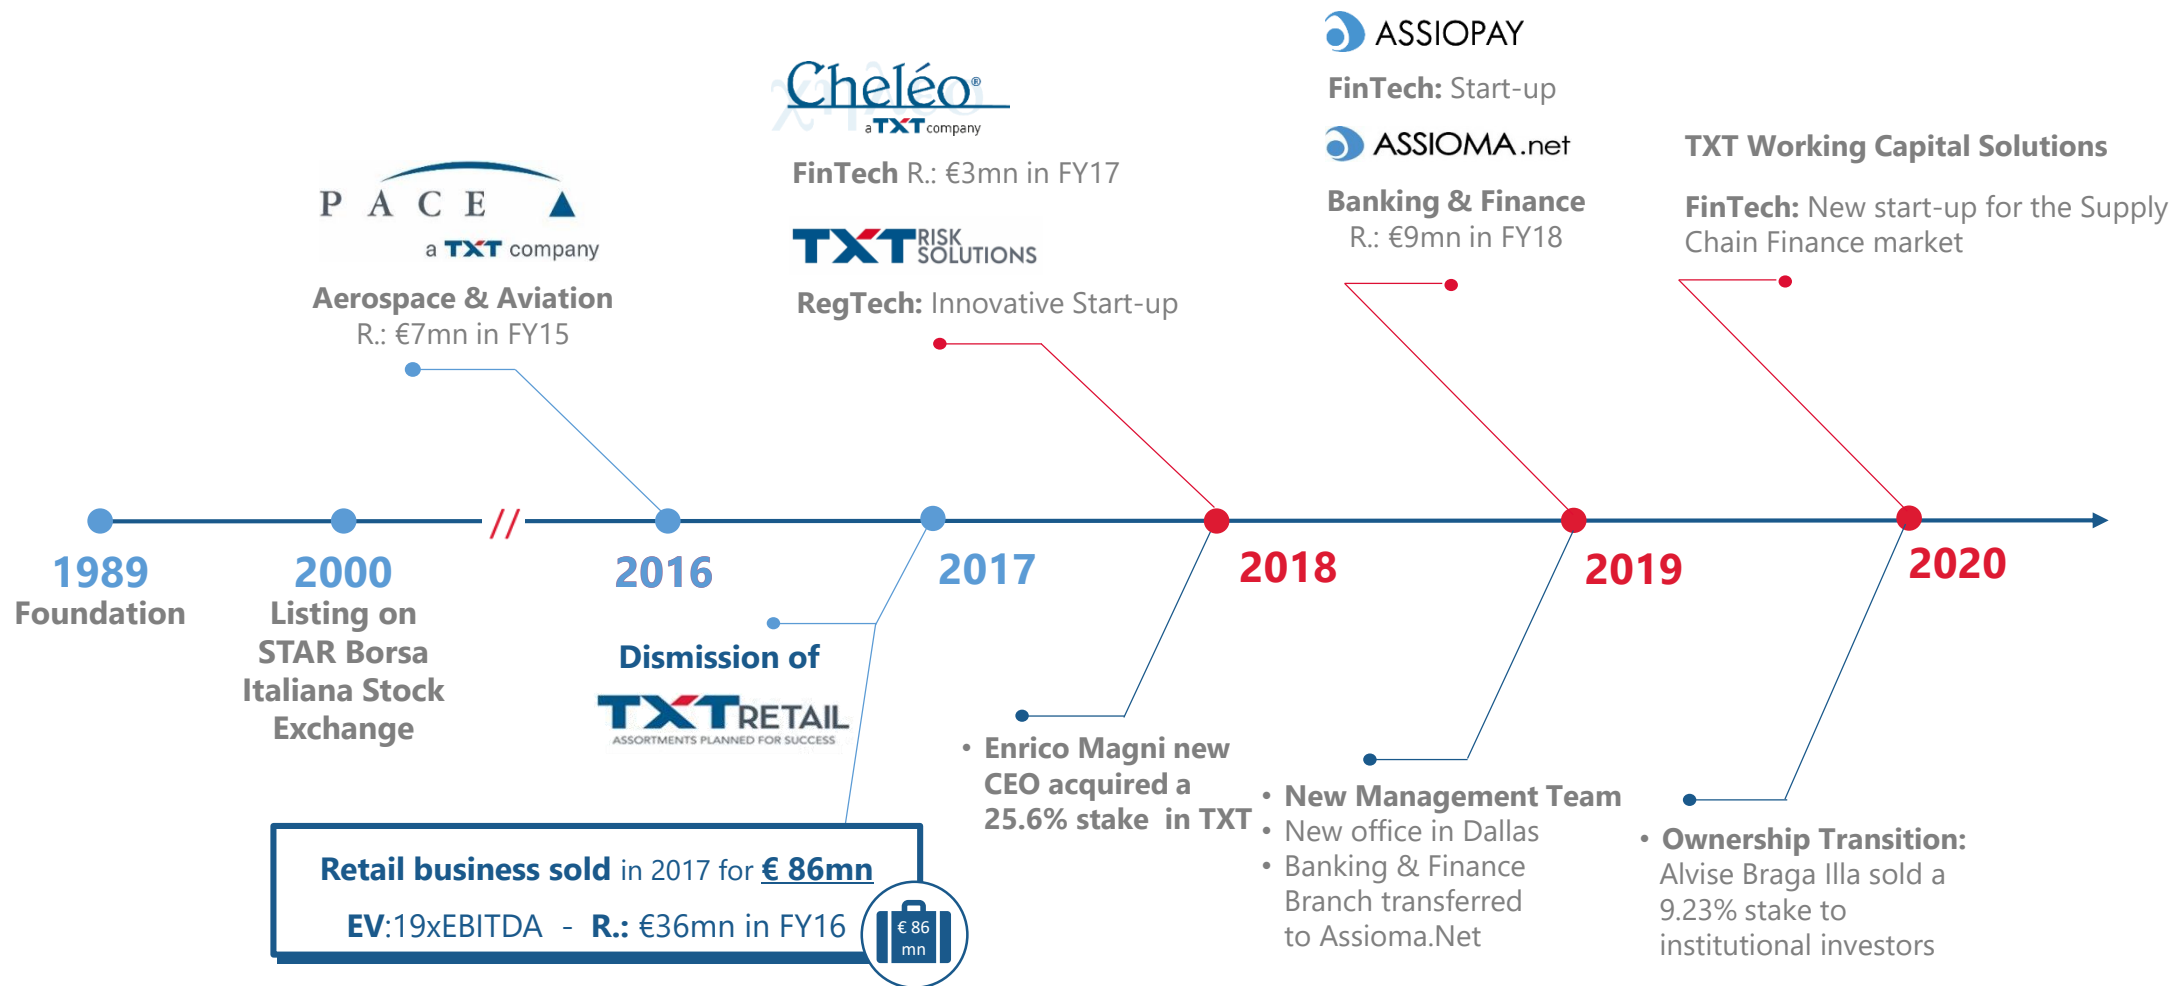 PACE
a TXT company
Aerospace & Aviation
R.: €7mn in FY15
Cheléo®
a TXT company
FinTech R.: €3mn in FY17
TXT RISK
SOLUTIONS
RegTech: Innovative Start-up
ASSIOPAY
FinTech: Start-up
ASSIOMA.net
Banking & Finance
R.: €9mn in FY18
TXT Working Capital Solutions
FinTech: New start-up for the Supply
Chain Finance market
//
1989
Foundation
2000
Listing on
STAR Borsa
Italiana Stock
Exchange
2016
2017
2018
2019
2020
Dismission of
TXT RETAIL
ASSORTMENTS PLANNED FOR SUCCESS
Retail business sold in 2017 for € 86mn
EV:19xEBITDA - R.: €36mn in FY16
€ 86
mn
• Enrico Magni new
CEO acquired a
25.6% stake in TXT
• New Management Team
• New office in Dallas
• Banking & Finance
Branch transferred
to Assioma.Net
• Ownership Transition:
Alvise Braga Illa sold a
9.23% stake to
institutional investors